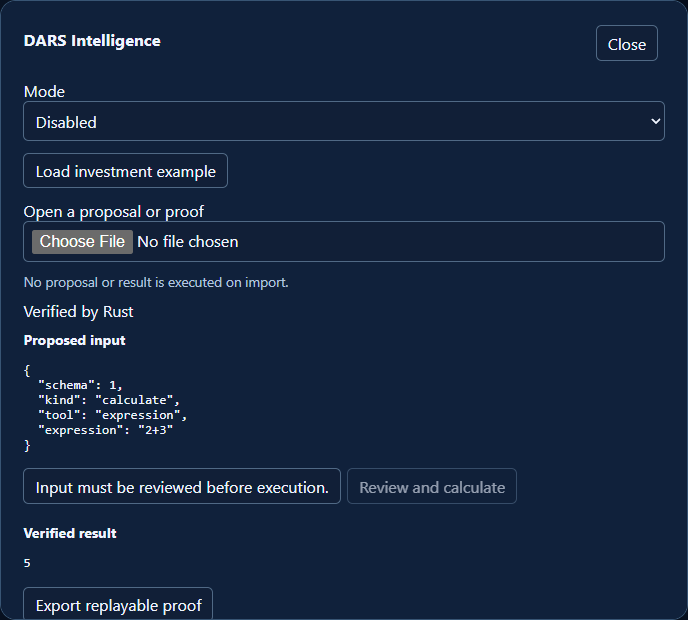 DARS Intelligence
Close
Mode
Disabled
Load investment example
Open a proposal or proof
Choose File No file chosen
No proposal or result is executed on import.
Verified by Rust
Proposed input
{
  "schema": 1,
  "kind": "calculate",
  "tool": "expression",
  "expression": "2+3"
}
Input must be reviewed before execution. Review and calculate
Verified result
5
Export replayable proof